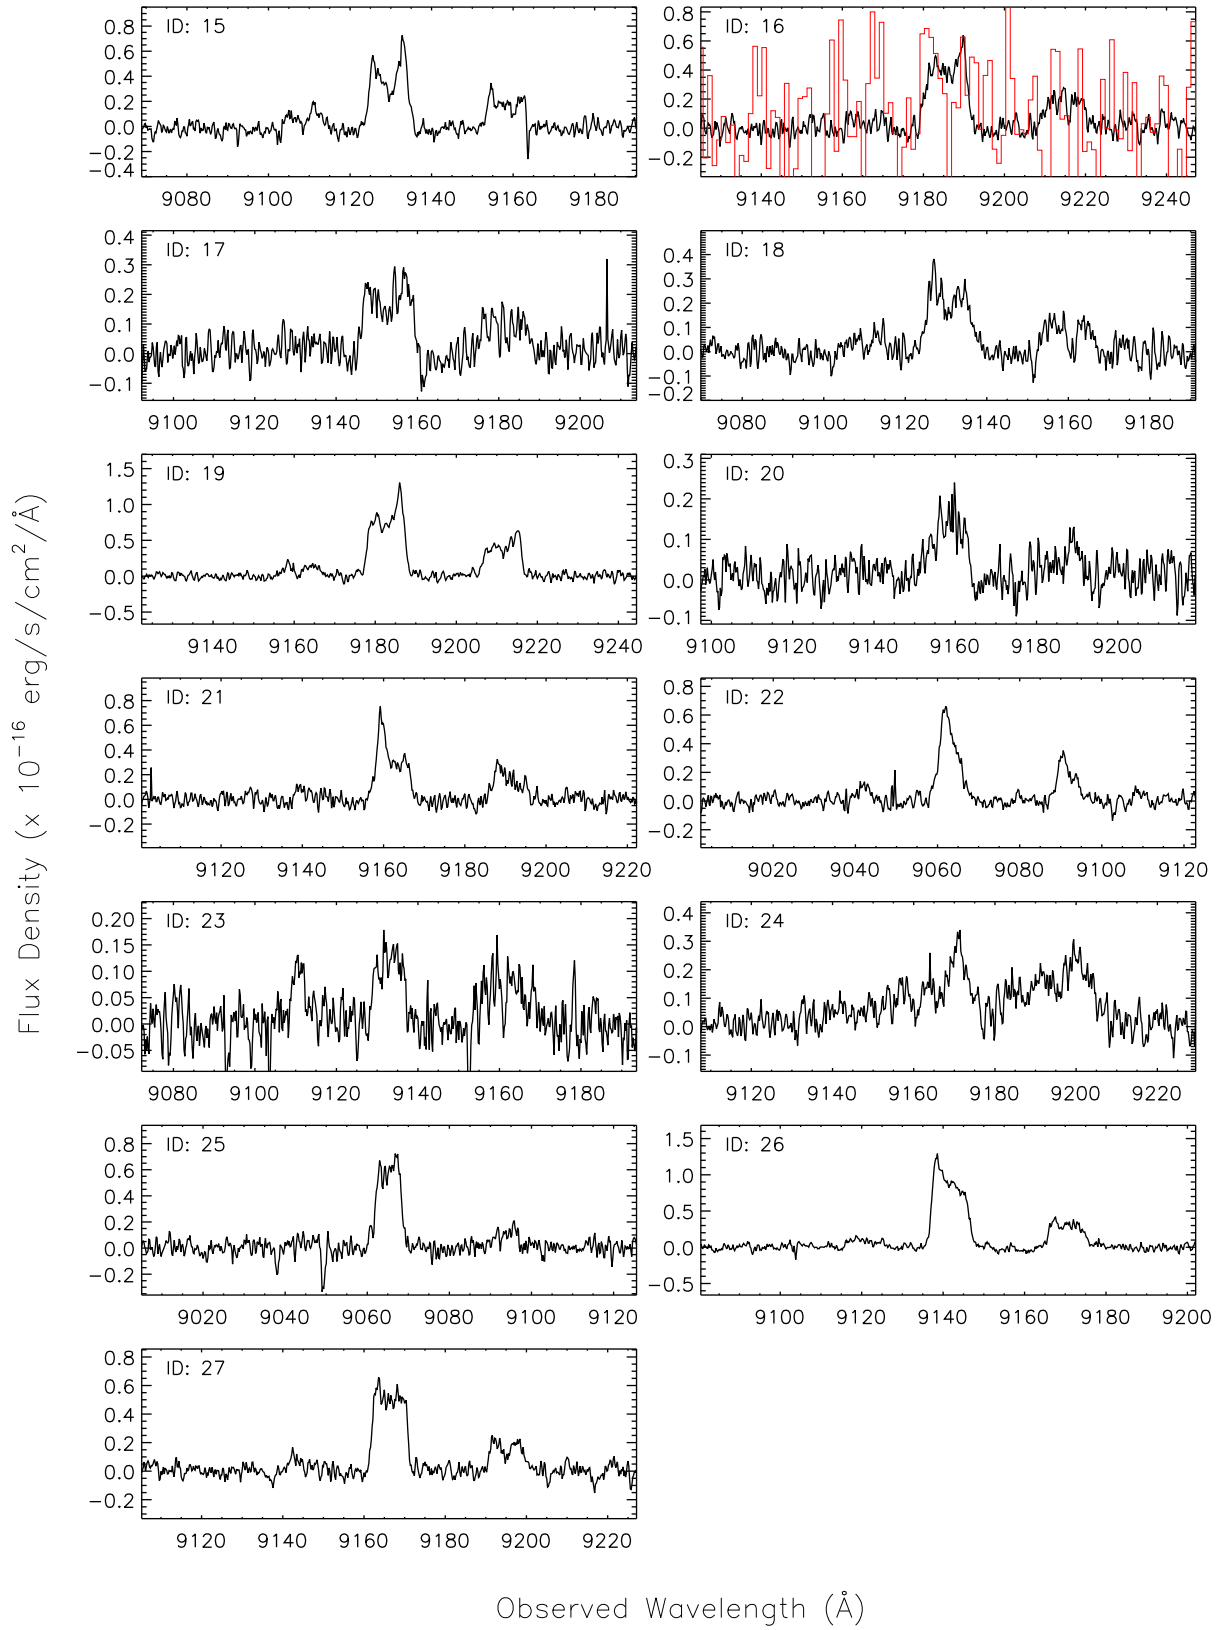 ID: 15
0.8
0.6
0.4
0.2
0.0
−0.2
−0.4
9080 9100 9120 9140 9160 9180
ID: 16
0.8
0.6
0.4
0.2
0.0
−0.2
9140 9160 9180 9200 9220 9240
ID: 17
0.4
0.3
0.2
0.1
0.0
−0.1
9100 9120 9140 9160 9180 9200
ID: 18
0.4
0.3
0.2
0.1
0.0
−0.1
−0.2
9080 9100 9120 9140 9160 9180
ID: 19
1.5
1.0
0.5
0.0
−0.5
9140 9160 9180 9200 9220 9240
ID: 20
0.3
0.2
0.1
0.0
−0.1
9100 9120 9140 9160 9180 9200
ID: 21
0.8
0.6
0.4
0.2
0.0
−0.2
9120 9140 9160 9180 9200 9220
ID: 22
0.8
0.6
0.4
0.2
0.0
−0.2
9020 9040 9060 9080 9100 9120
ID: 23
0.20
0.15
0.10
0.05
0.00
−0.05
9080 9100 9120 9140 9160 9180
ID: 24
0.4
0.3
0.2
0.1
0.0
−0.1
9120 9140 9160 9180 9200 9220
ID: 25
0.8
0.6
0.4
0.2
0.0
−0.2
9020 9040 9060 9080 9100 9120
ID: 26
1.5
1.0
0.5
0.0
−0.5
9100 9120 9140 9160 9180 9200
ID: 27
0.8
0.6
0.4
0.2
0.0
−0.2
9120 9140 9160 9180 9200 9220
Flux Density (x 10⁻¹⁶ erg/s/cm²/Å)
Observed Wavelength (Å)